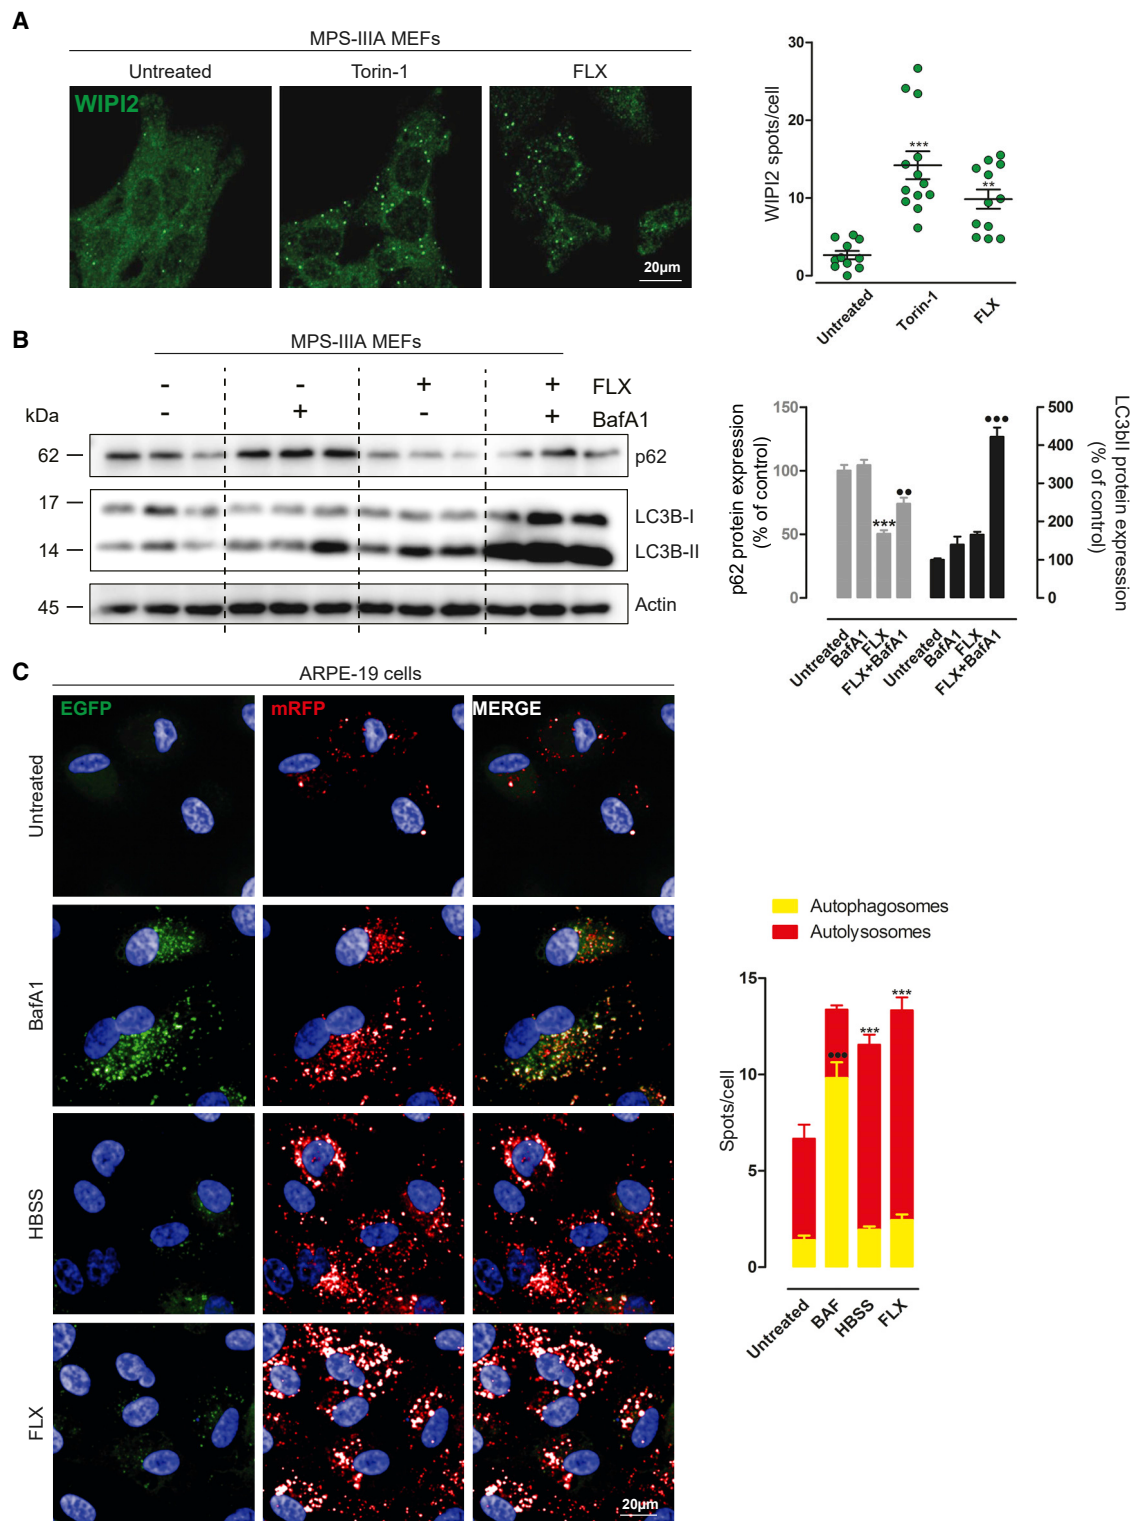 A
MPS-IIIA MEFs
Untreated Torin-1 FLX
WIPI2
20µm
30
20
10
0
WIPI2 spots/cell
***
**
Untreated
Torin-1
FLX
B
MPS-IIIA MEFs
- - + + FLX
- + - + BafA1
kDa
62 p62
17 LC3B-I
14 LC3B-II
45 Actin
p62 protein expression
(% of control)
150
100
50
0
***
●●
●●●
500
400
300
200
100
0
LC3bII protein expression
(% of control)
Untreated
BafA1
FLX
FLX+BafA1
Untreated
BafA1
FLX
FLX+BafA1
C
ARPE-19 cells
EGFP mRFP MERGE
Untreated
BafA1
HBSS
FLX
20µm
Autophagosomes
Autolysosomes
15
10
5
0
Spots/cell
●●●
***
***
Untreated
BAF
HBSS
FLX